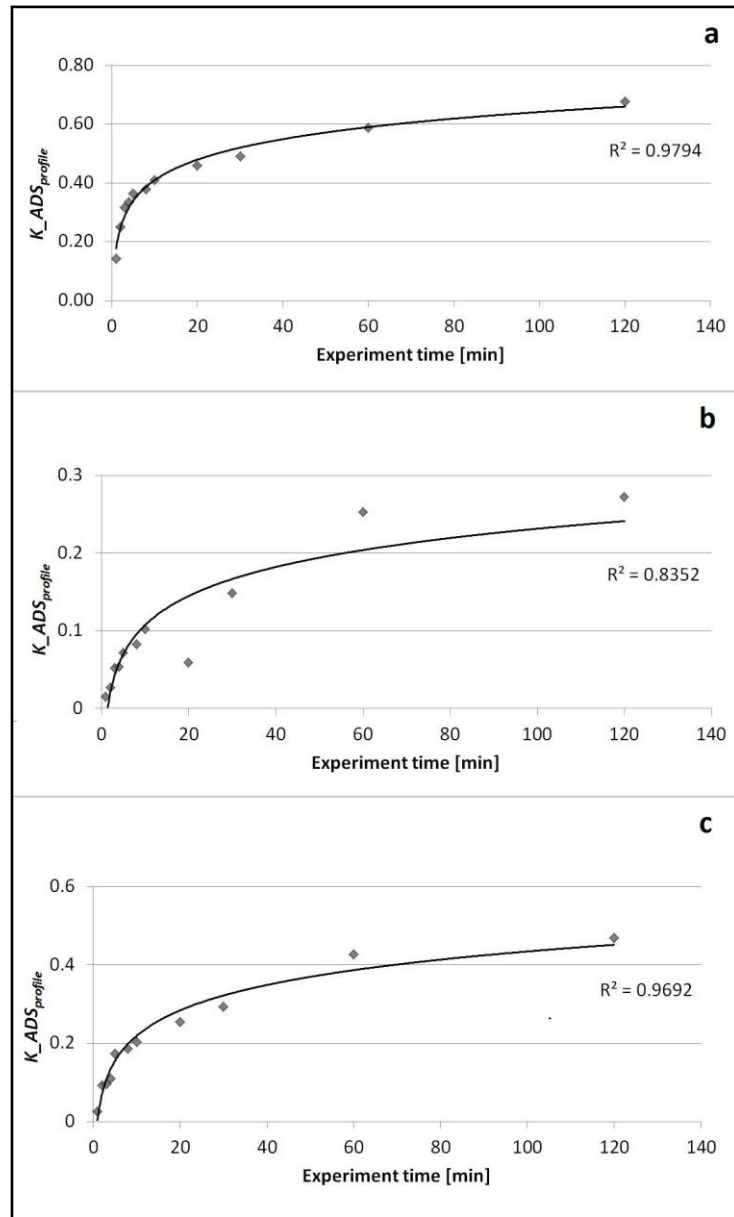 a
0.80
0.60
0.40
0.20
0.00
K_ADSprofile
R² = 0.9794
0 20 40 60 80 100 120 140
Experiment time [min]
b
0.3
0.2
0.1
0
K_ADSprofile
R² = 0.8352
0 20 40 60 80 100 120 140
Experiment time [min]
c
0.6
0.4
0.2
0
K_ADSprofile
R² = 0.9692
0 20 40 60 80 100 120 140
Experiment time [min]